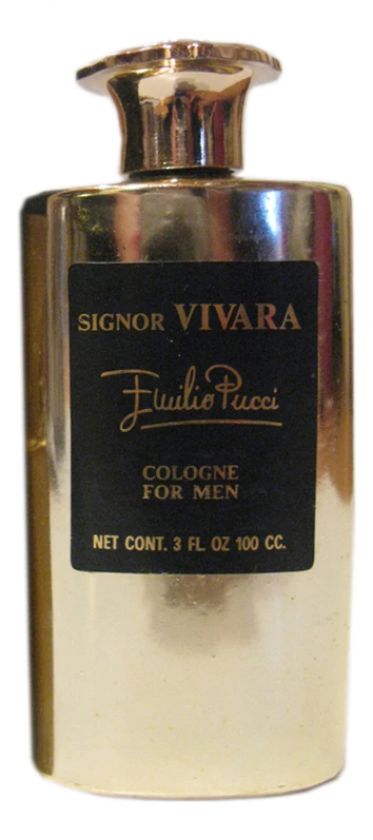 SIGNOR VIVARA
Emilio Pucci
COLOGNE
FOR MEN
NET CONT. 3 FL OZ 100 CC.